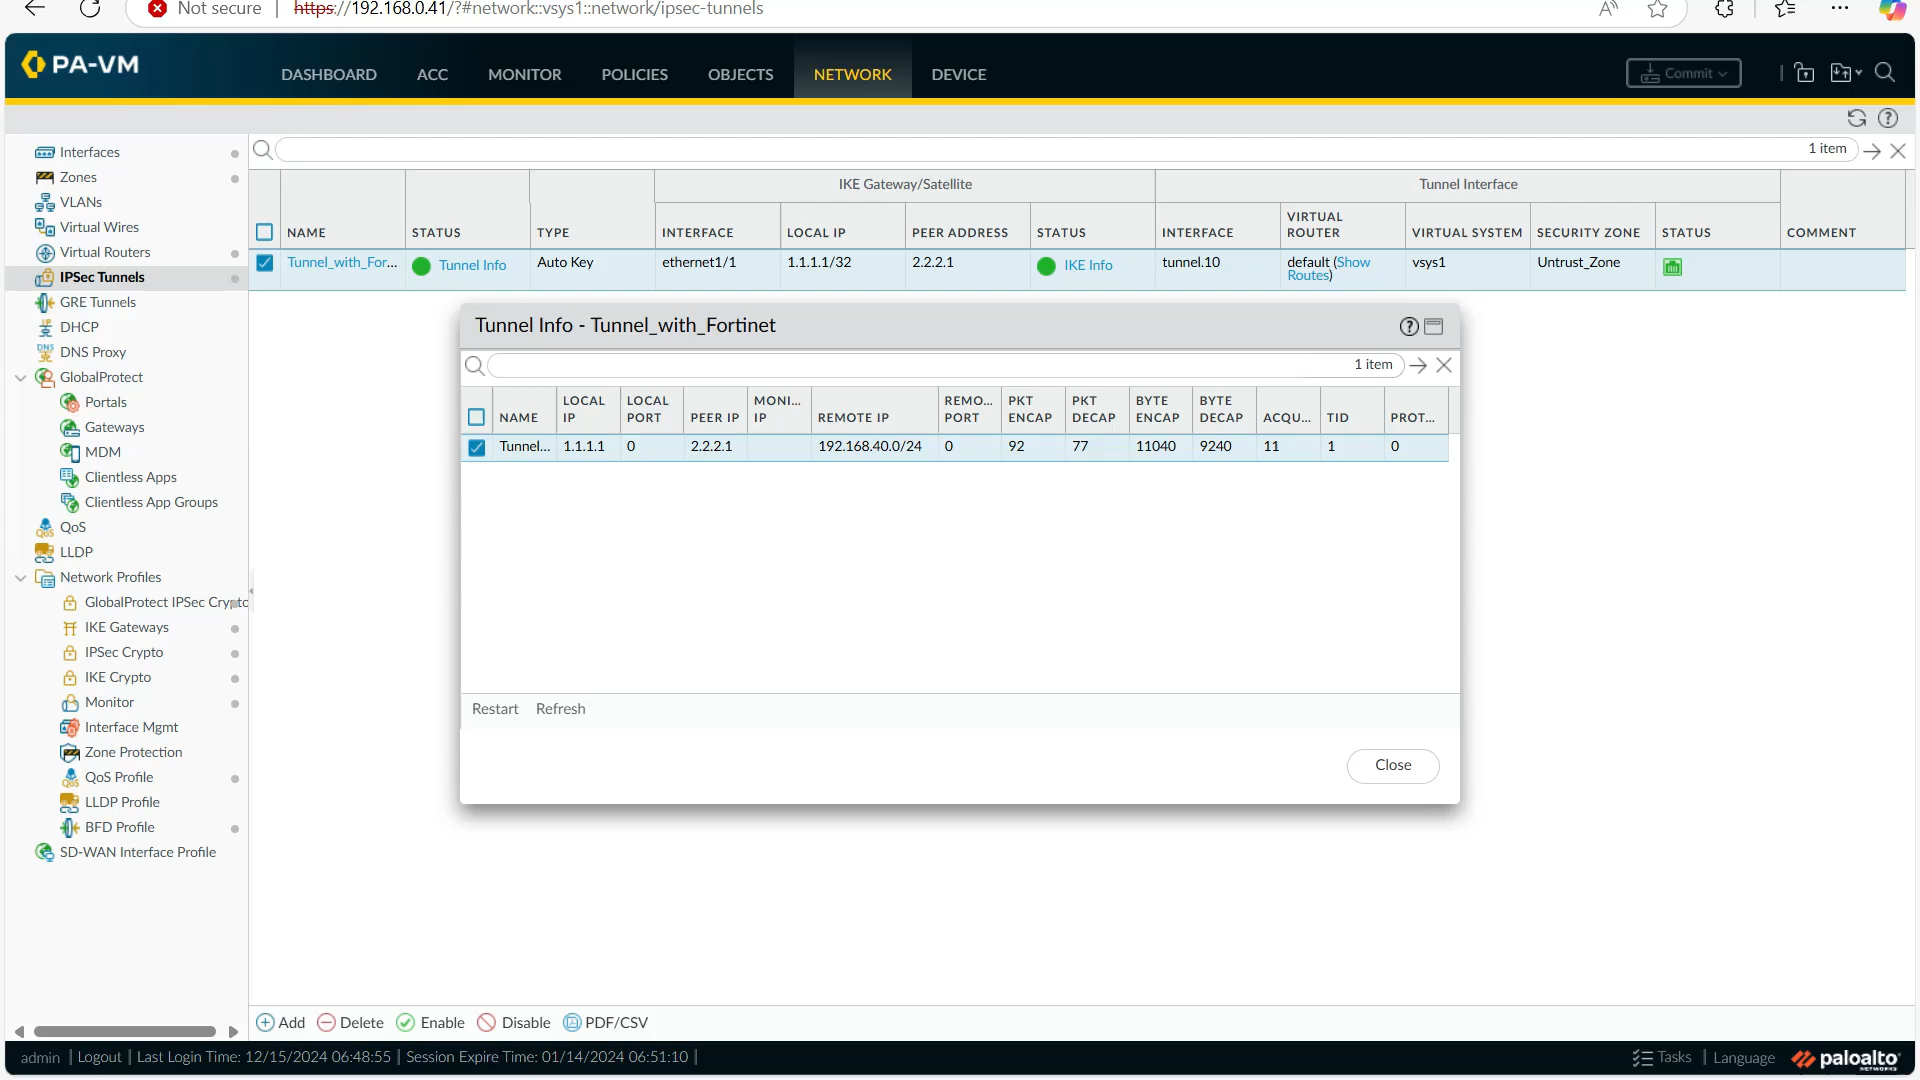 Not secure | https://192.168.0.41/?#network::vsys1::network/ipsec-tunnels
PA-VM
DASHBOARD ACC MONITOR POLICIES OBJECTS NETWORK DEVICE
Commit
Interfaces
Zones
VLANs
Virtual Wires
Virtual Routers
IPSec Tunnels
GRE Tunnels
DHCP
DNS Proxy
GlobalProtect
Portals
Gateways
MDM
Clientless Apps
Clientless App Groups
QoS
LLDP
Network Profiles
GlobalProtect IPSec Crypto
IKE Gateways
IPSec Crypto
IKE Crypto
Monitor
Interface Mgmt
Zone Protection
QoS Profile
LLDP Profile
BFD Profile
SD-WAN Interface Profile
1 item
IKE Gateway/Satellite Tunnel Interface
NAME STATUS TYPE INTERFACE LOCAL IP PEER ADDRESS STATUS INTERFACE VIRTUAL ROUTER VIRTUAL SYSTEM SECURITY ZONE STATUS COMMENT
Tunnel_with_For... Tunnel Info Auto Key ethernet1/1 1.1.1.1/32 2.2.2.1 IKE Info tunnel.10 default (Show Routes) vsys1 Untrust_Zone
Tunnel Info - Tunnel_with_Fortinet
1 item
NAME LOCAL IP LOCAL PORT PEER IP MONI... IP REMOTE IP REMO... PORT PKT ENCAP PKT DECAP BYTE ENCAP BYTE DECAP ACQU... TID PROT...
Tunnel... 1.1.1.1 0 2.2.2.1 192.168.40.0/24 0 92 77 11040 9240 11 1 0
Restart Refresh
Close
Add Delete Enable Disable PDF/CSV
admin | Logout | Last Login Time: 12/15/2024 06:48:55 | Session Expire Time: 01/14/2024 06:51:10 |
Tasks | Language paloalto NETWORKS